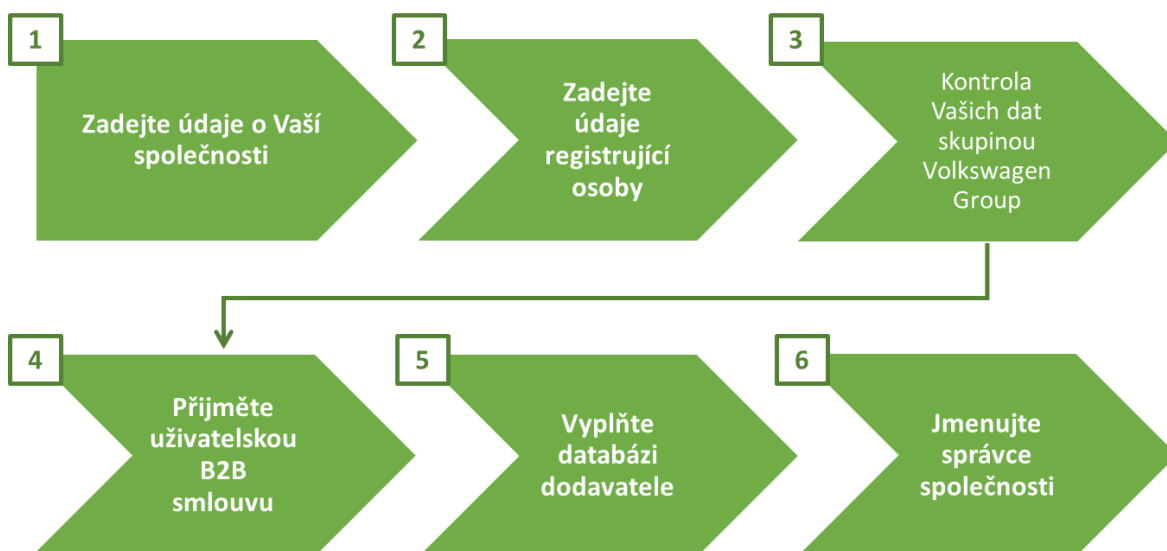 1
Zadejte údaje o Vaší
společnosti
2
Zadejte
údaje
registrující
osoby
3
Kontrola
Vašich dat
skupinou
Volkswagen
Group
4
Přijměte
uživatelskou
B2B
smlouvu
5
Vyplňte
databázi
dodavatele
6
Jmenujte
správce
společnosti